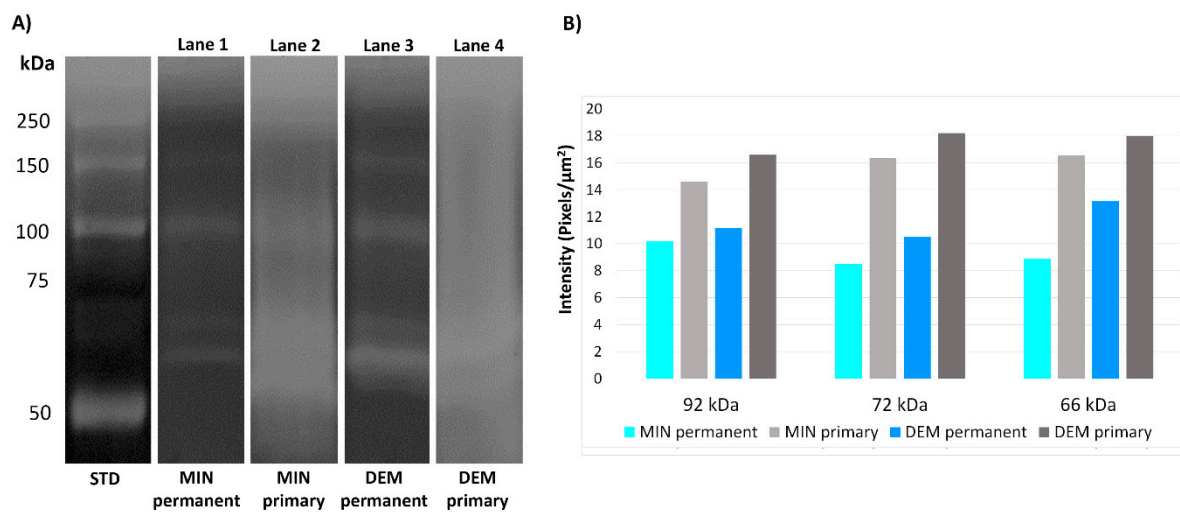 A)
Lane 1 Lane 2 Lane 3 Lane 4
kDa
250
150
100
75
50
STD MIN permanent MIN primary DEM permanent DEM primary
B)
Intensity (Pixels/µm²)
20
18
16
14
12
10
8
6
4
2
0
92 kDa 72 kDa 66 kDa
MIN permanent MIN primary DEM permanent DEM primary